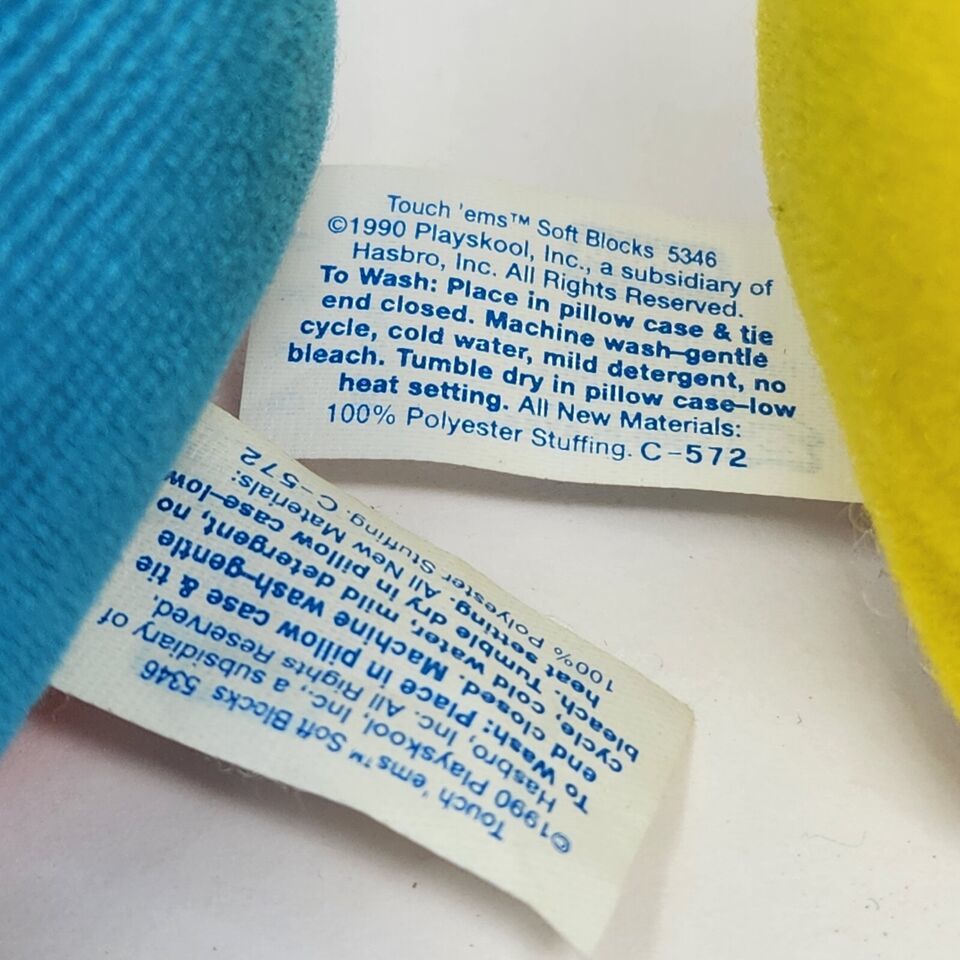 Touch 'ems™ Soft Blocks 5346
©1990 Playskool, Inc., a subsidiary of
Hasbro, Inc. All Rights Reserved.
To Wash: Place in pillow case & tie
end closed. Machine wash–gentle
cycle, cold water, mild detergent, no
bleach. Tumble dry in pillow case–low
heat setting. All New Materials:
100% Polyester Stuffing. C–572
Touch 'ems™ Soft Blocks 5346
©1990 Playskool, Inc., a subsidiary of
Hasbro, Inc. All Rights Reserved.
To Wash: Place in pillow case & tie
end closed. Machine wash–gentle
cycle, cold water, mild detergent, no
bleach. Tumble dry in pillow case–low
heat setting. All New Materials:
100% Polyester Stuffing. C–572